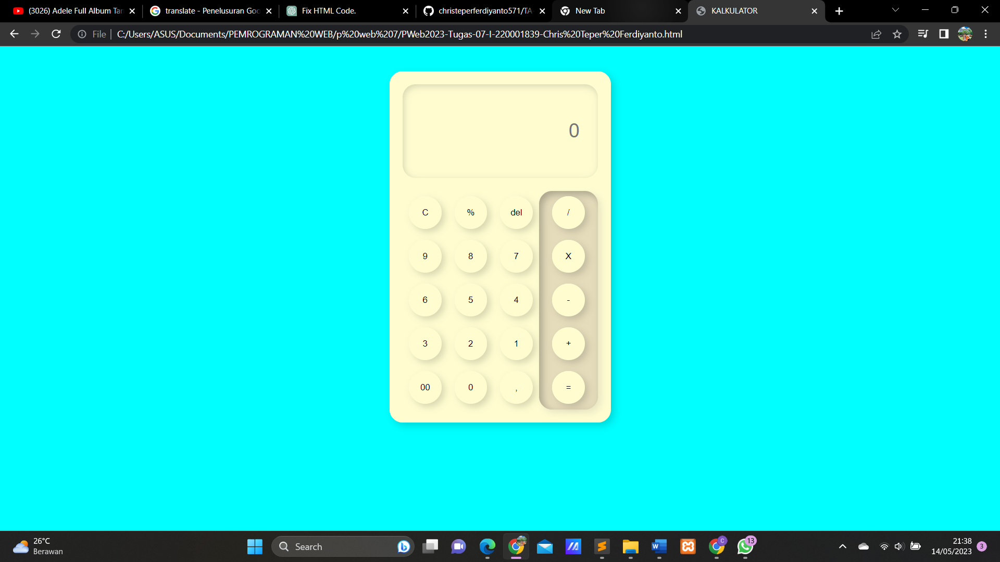 (3026) Adele Full Album Tan
translate - Penelusuran Goo
Fix HTML Code.
christeperferdiyanto571/TA
New Tab
KALKULATOR
File
C:/Users/ASUS/Documents/PEMROGRAMAN%20WEB/p%20web%207/PWeb2023-Tugas-07-I-220001839-Chris%20Teper%20Ferdiyanto.html
0
C % del /
9 8 7 X
6 5 4 -
3 2 1 +
00 0 , =
26°C
Berawan
Search
C
13
21:38
14/05/2023
3